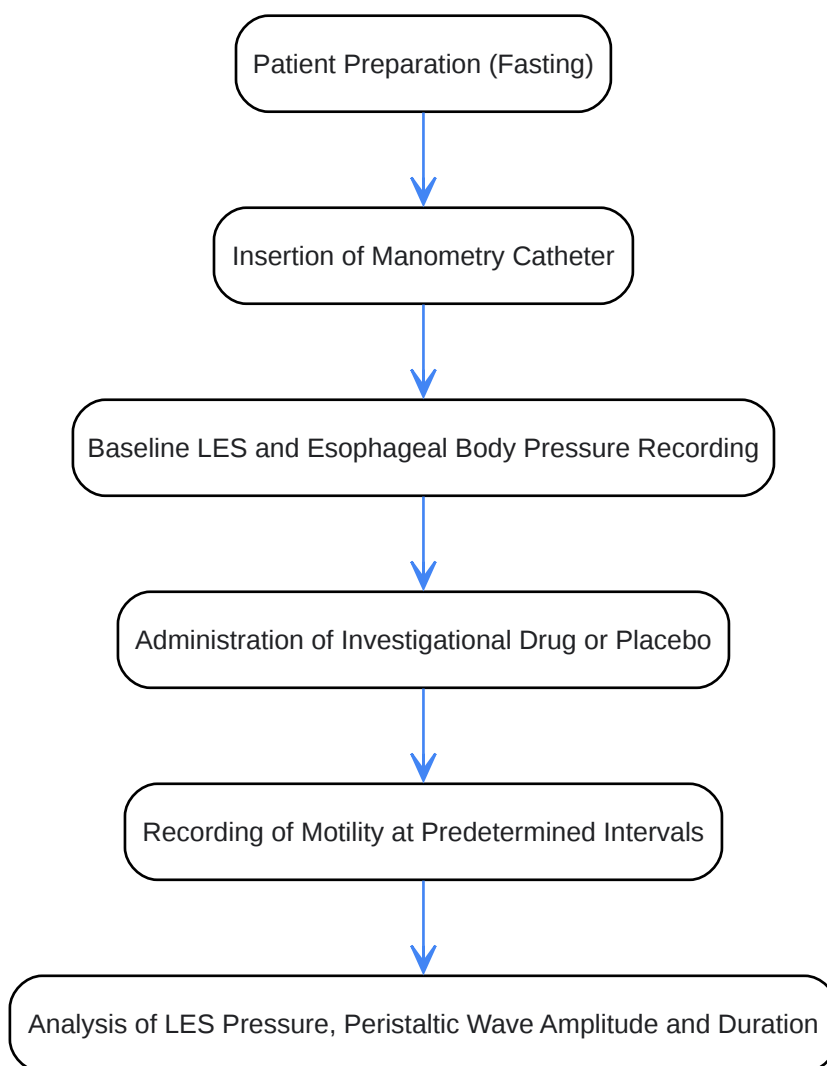 Patient Preparation (Fasting)
Insertion of Manometry Catheter
Baseline LES and Esophageal Body Pressure Recording
Administration of Investigational Drug or Placebo
Recording of Motility at Predetermined Intervals
Analysis of LES Pressure, Peristaltic Wave Amplitude and Duration